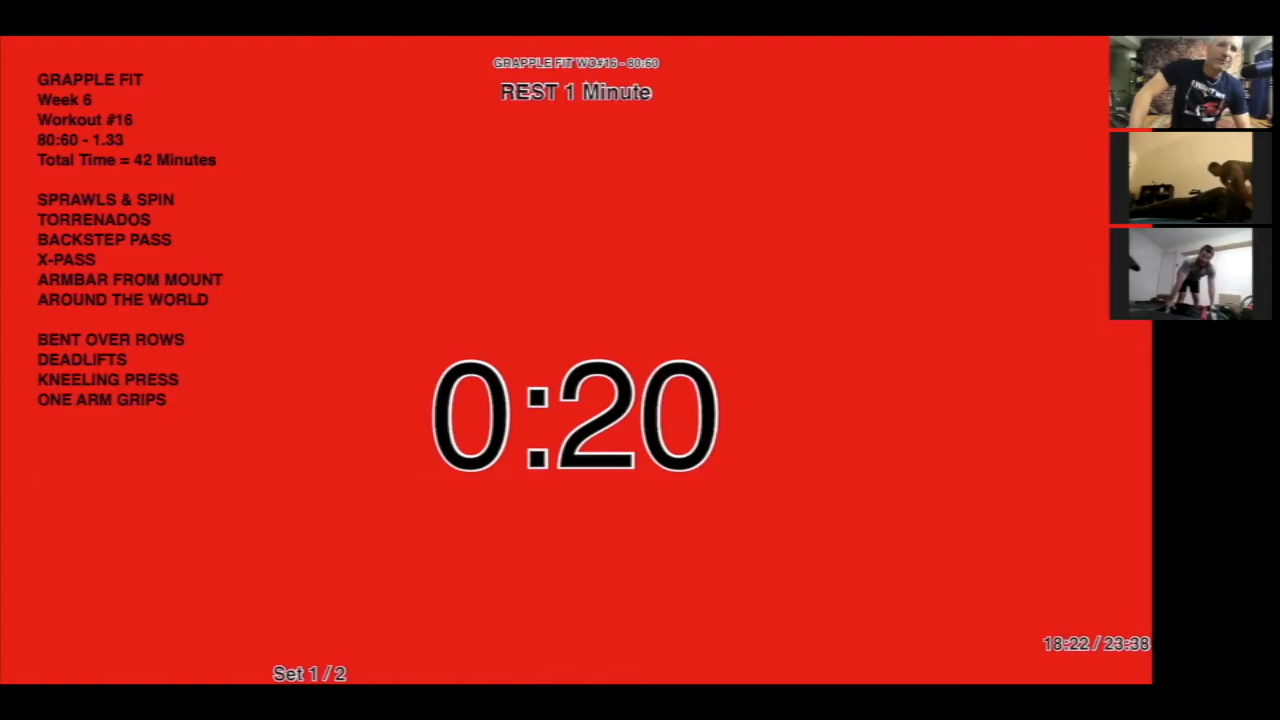 GRAPPLE FIT WO#16 - 80:60
REST 1 Minute
GRAPPLE FIT
Week 6
Workout #16
80:60 - 1.33
Total Time = 42 Minutes
SPRAWLS & SPIN
TORRENADOS
BACKSTEP PASS
X-PASS
ARMBAR FROM MOUNT
AROUND THE WORLD
BENT OVER ROWS
DEADLIFTS
KNEELING PRESS
ONE ARM GRIPS
0:20
18:22 / 23:38
Set 1 / 2